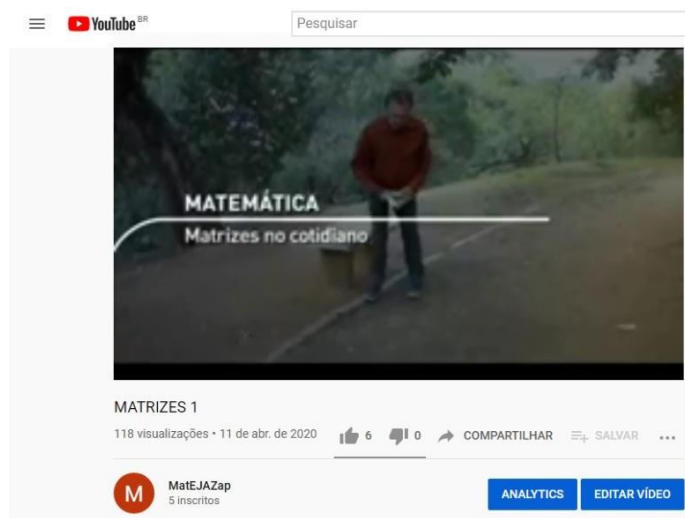 YouTube BR
Pesquisar
MATEMÁTICA
Matrizes no cotidiano
MATRIZES 1
118 visualizações • 11 de abr. de 2020 6 0 COMPARTILHAR SALVAR ...
M MatEJAZap
5 inscritos
ANALYTICS EDITAR VÍDEO